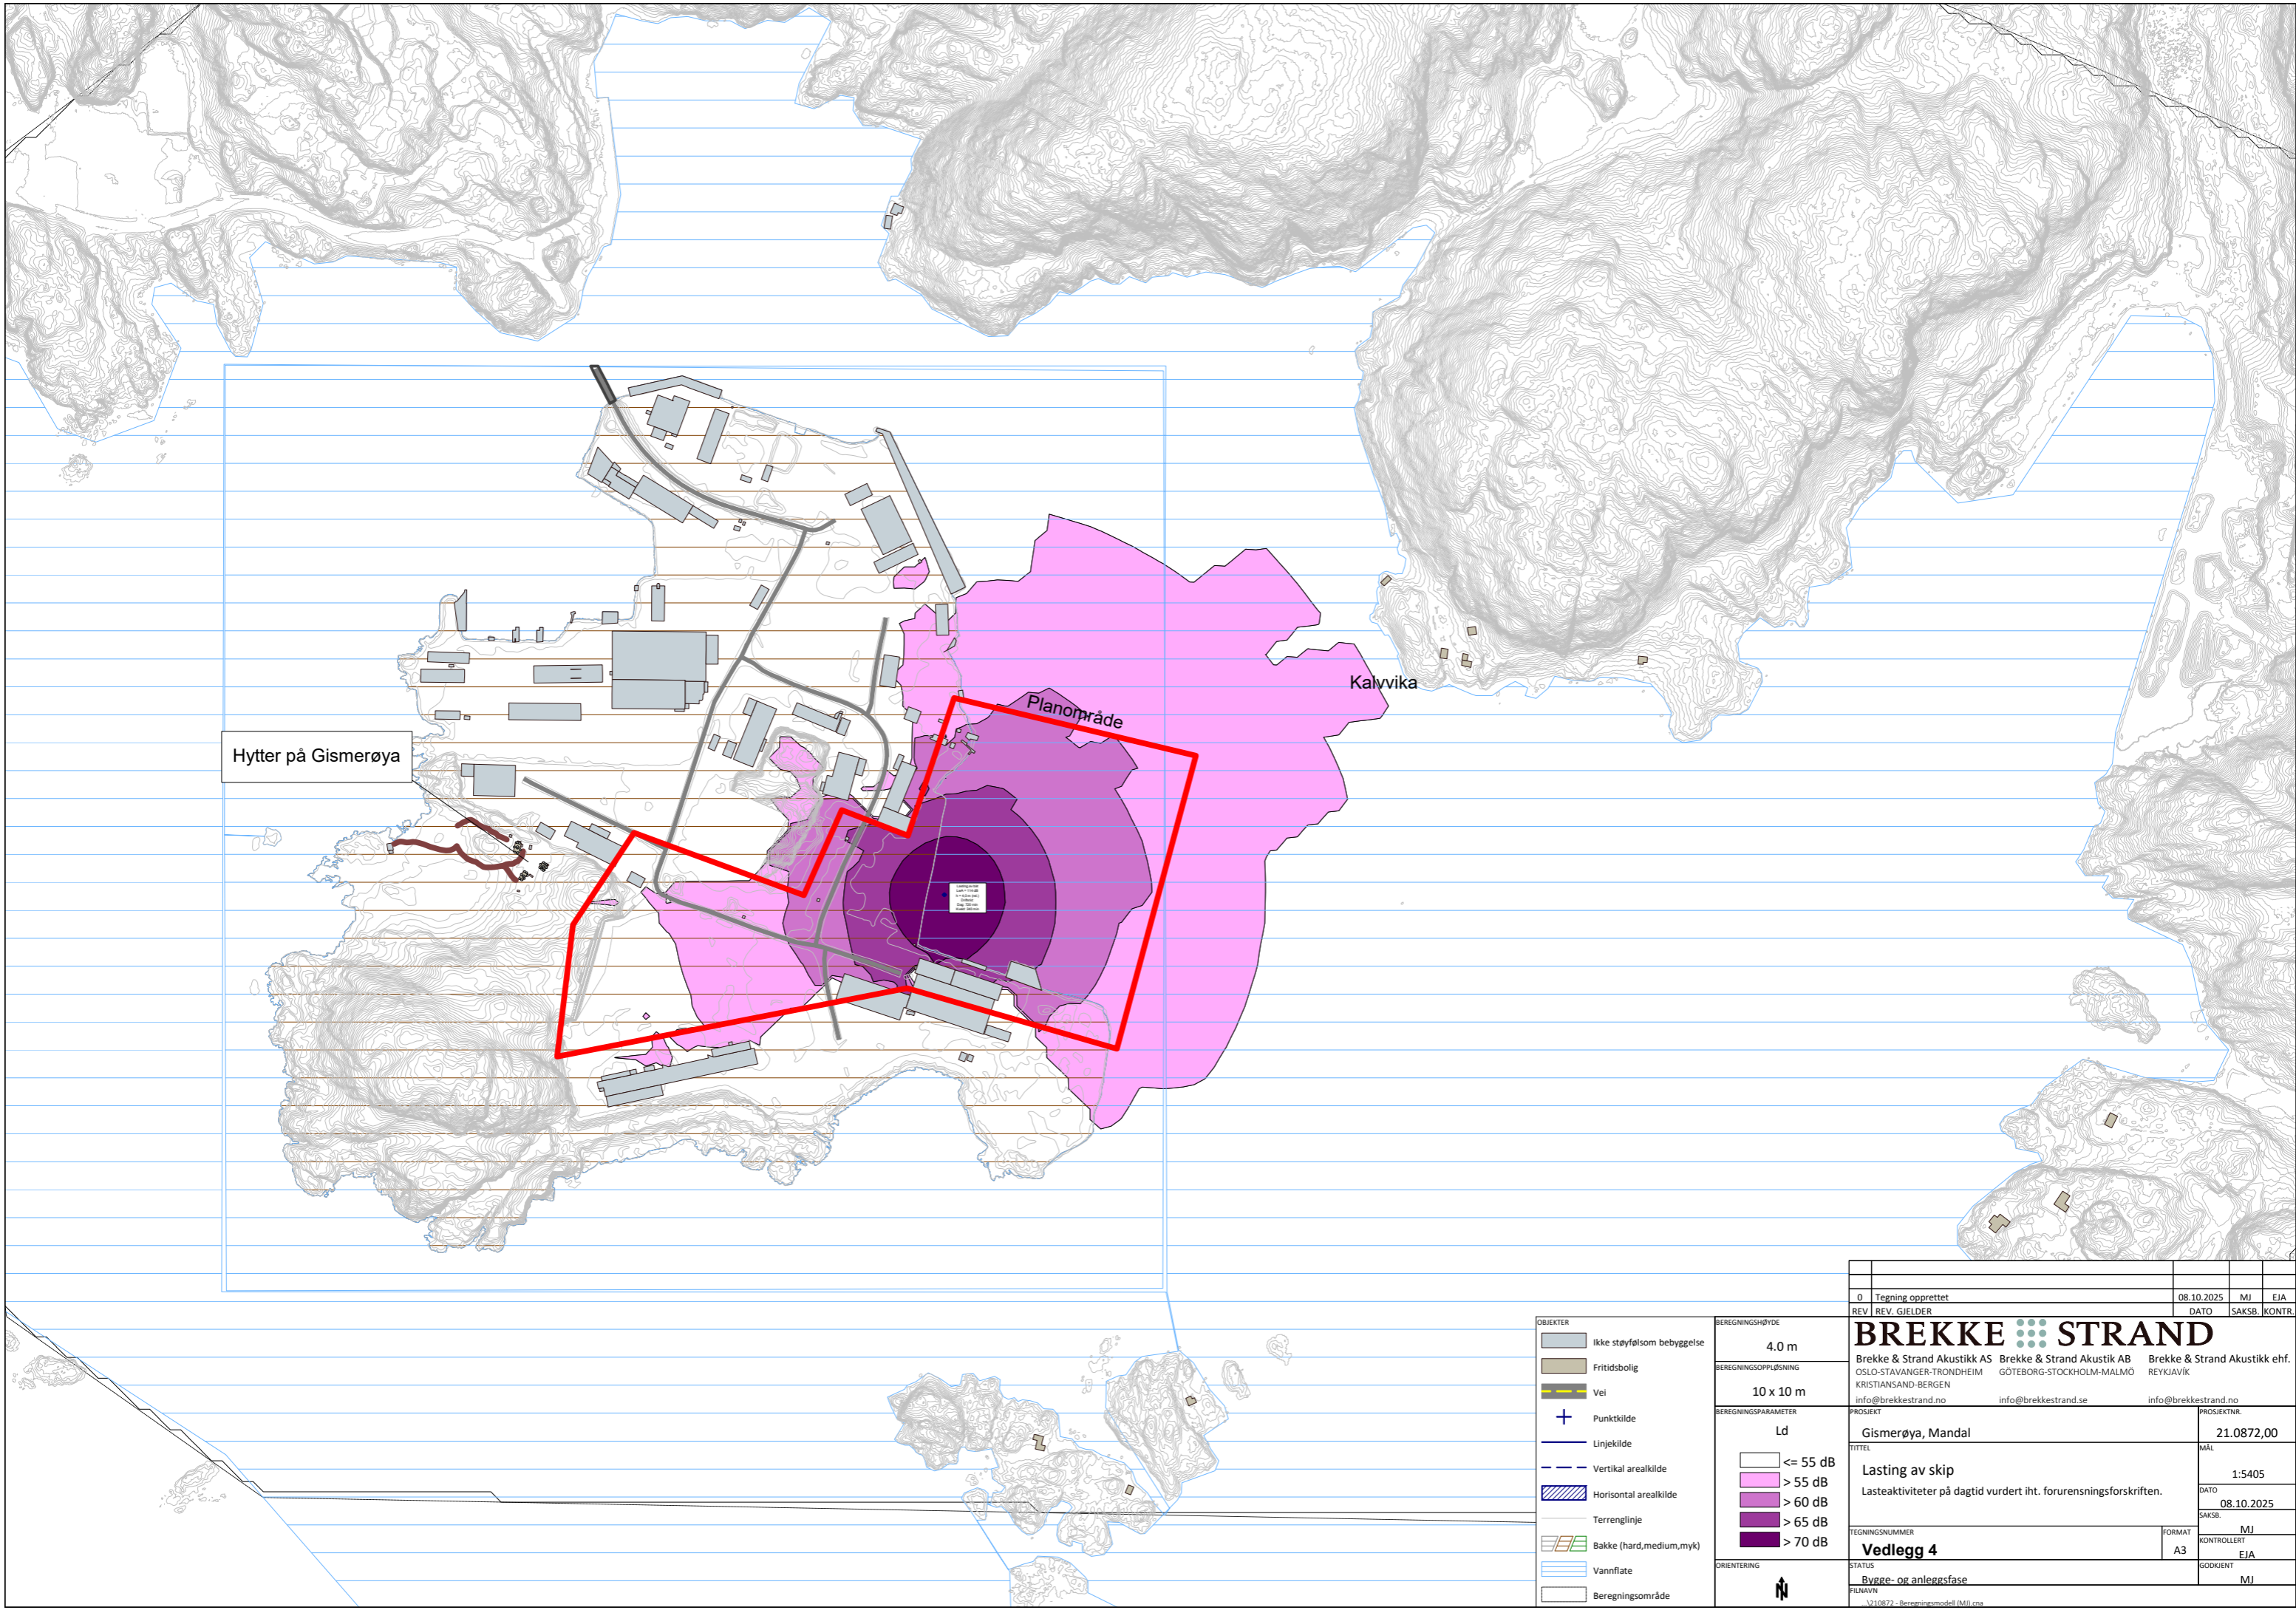 Kalvvika
Planområde
Hytter på Gismerøya
0 Tegning opprettet 08.10.2025 MJ EJA
REV REV. GJELDER DATO SAKSB. KONTR.
OBJEKTER
Ikke støyfølsom bebyggelse
Fritidsbolig
Vei
Punktkilde
Linjekilde
Vertikal arealkilde
Horisontal arealkilde
Terrenglinje
Bakke (hard,medium,myk)
Vannflate
Beregningsområde
BEREGNINGSHØYDE
4.0 m
BEREGNINGSOPPLØSNING
10 x 10 m
BEREGNINGSPARAMETER
Ld
<= 55 dB
> 55 dB
> 60 dB
> 65 dB
> 70 dB
ORIENTERING
N
BREKKE STRAND
Brekke & Strand Akustikk AS Brekke & Strand Akustik AB Brekke & Strand Akustikk ehf.
OSLO-STAVANGER-TRONDHEIM GÖTEBORG-STOCKHOLM-MALMÖ REYKJAVÍK
KRISTIANSAND-BERGEN
info@brekkestrand.no info@brekkestrand.se info@brekkestrand.no
PROSJEKT
Gismerøya, Mandal
PROSJEKTNR.
21.0872,00
TITTEL
Lasting av skip
Lasteaktiviteter på dagtid vurdert iht. forurensningsforskriften.
MÅL
1:5405
DATO
08.10.2025
SAKSB.
MJ
TEGNINGSNUMMER
Vedlegg 4
FORMAT
A3
KONTROLLERT
EJA
STATUS
Bygge- og anleggsfase
GODKJENT
MJ
FILNAVN
...\210872 - Beregningsmodell (MJ).cna